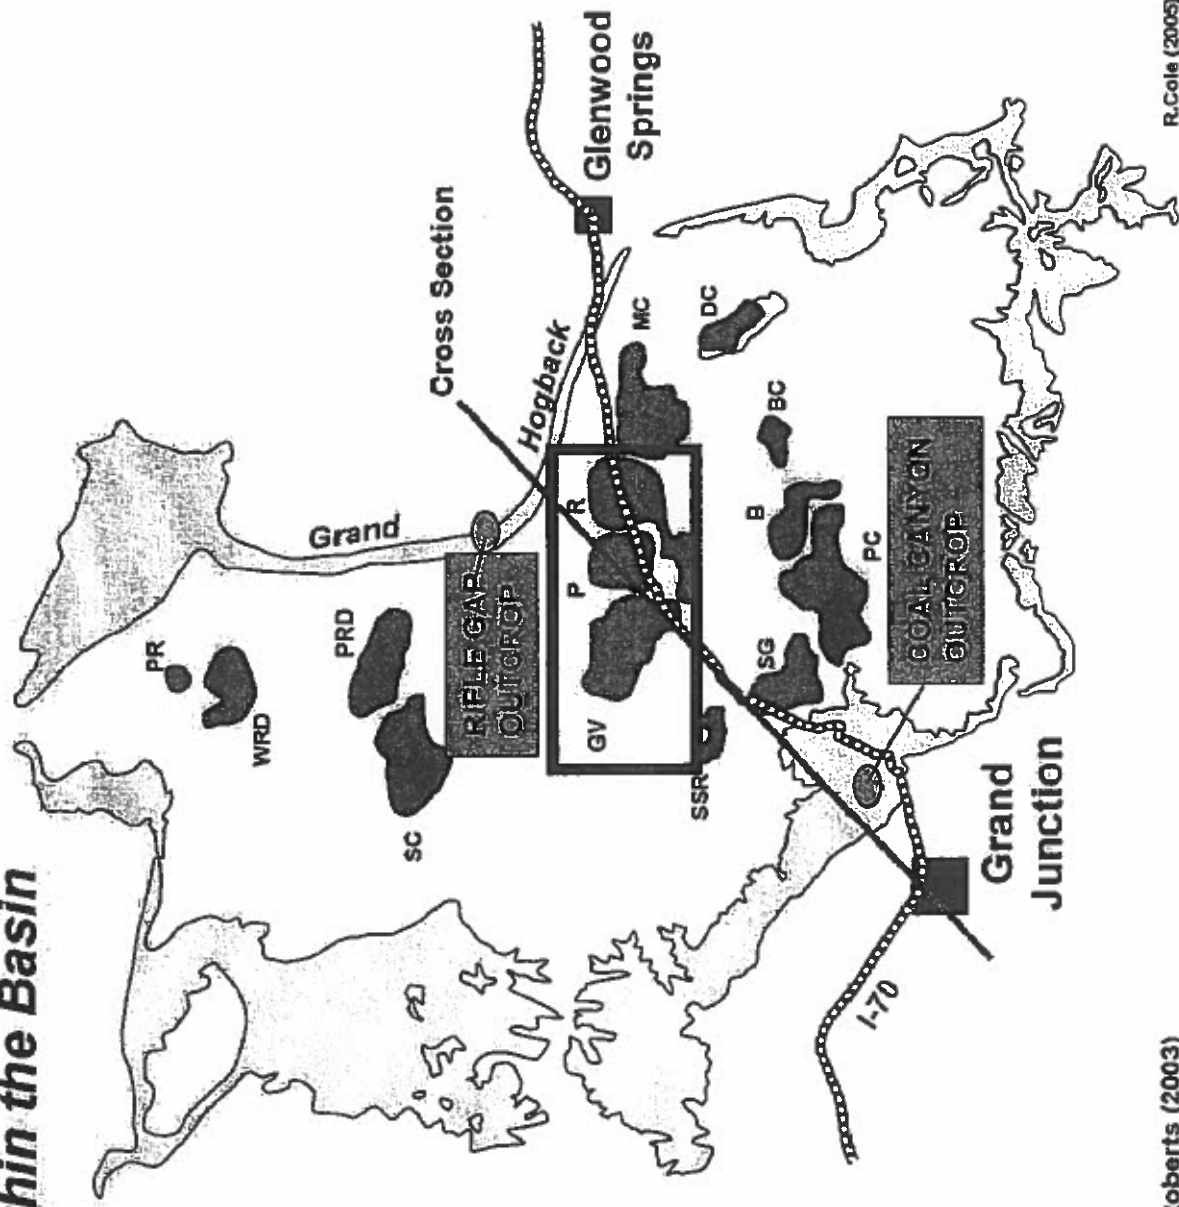 hin the Basin
PR
WRD
PRD
Grand
SC
Cross Section
RIFLE GAP
OUTCROP
Hogback
P
R
GV
Glenwood
Springs
MC
SSR
DC
B
SG
BC
PC
I-70
COAL CANYON
OUTCROP
Grand
Junction
oberts (2003)
R.Cole (2005)